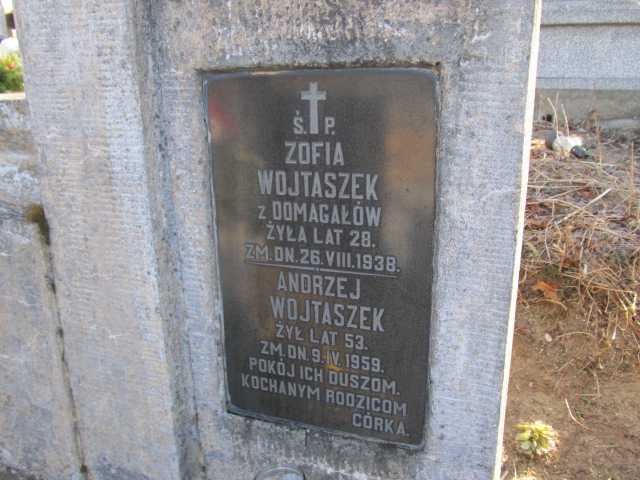 Ś. P.
ZOFIA
WOJTASZEK
z DOMAGAŁÓW
ŻYŁA LAT 28.
ZM. DN. 26.VIII.1938.
ANDRZEJ
WOJTASZEK
ŻYŁ LAT 53.
ZM. DN. 9.IV.1959.
POKÓJ ICH DUSZOM.
KOCHANYM RODZICOM
CÓRKA.